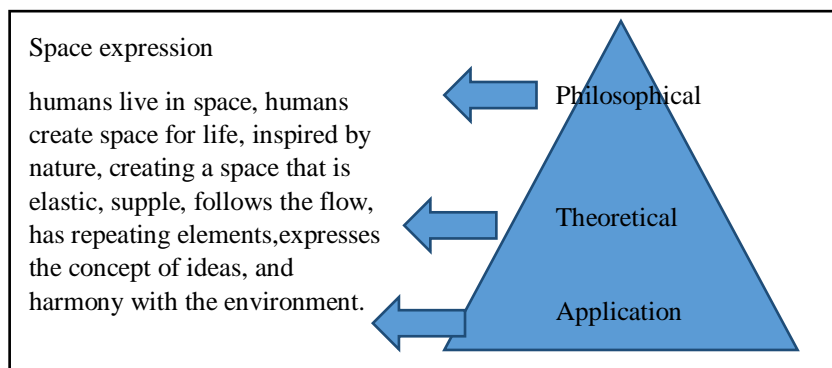 Space expression
humans live in space, humans
create space for life, inspired by
nature, creating a space that is
elastic, supple, follows the flow,
has repeating elements,expresses
the concept of ideas, and
harmony with the environment.
Philosophical
Theoretical
Application